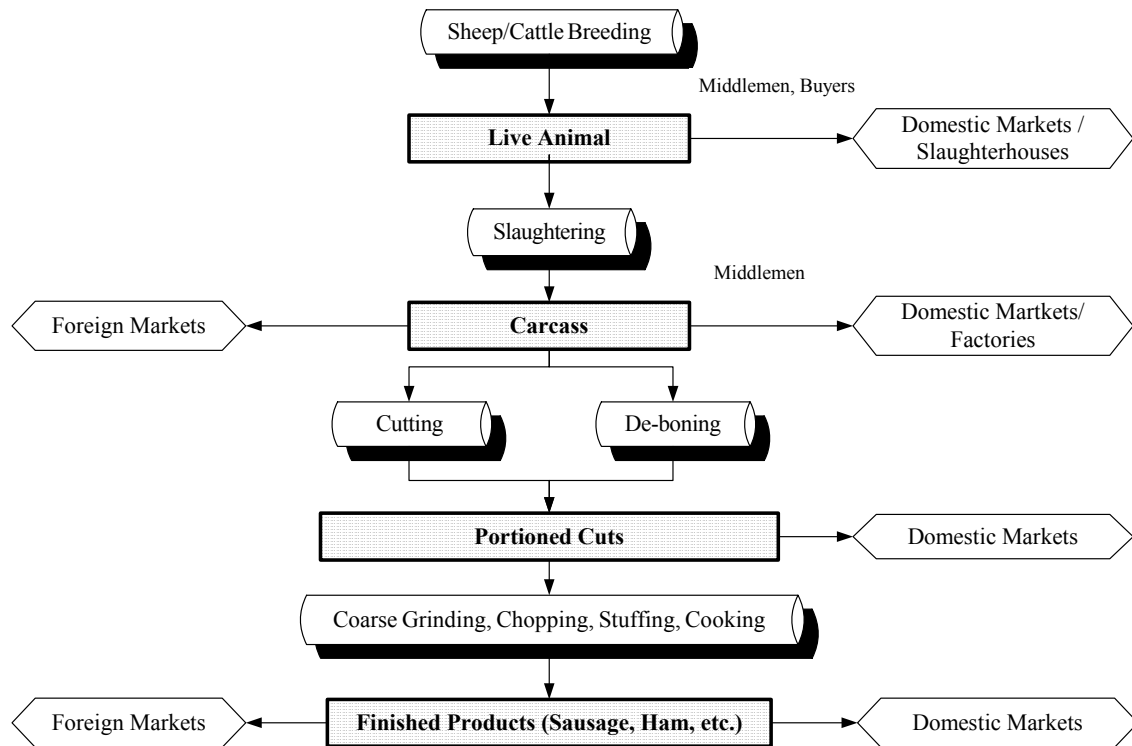 Sheep/Cattle Breeding
Middlemen, Buyers
Live Animal
Domestic Markets /
Slaughterhouses
Slaughtering
Middlemen
Foreign Markets
Carcass
Domestic Martkets/
Factories
Cutting
De-boning
Portioned Cuts
Domestic Markets
Coarse Grinding, Chopping, Stuffing, Cooking
Foreign Markets
Finished Products (Sausage, Ham, etc.)
Domestic Markets